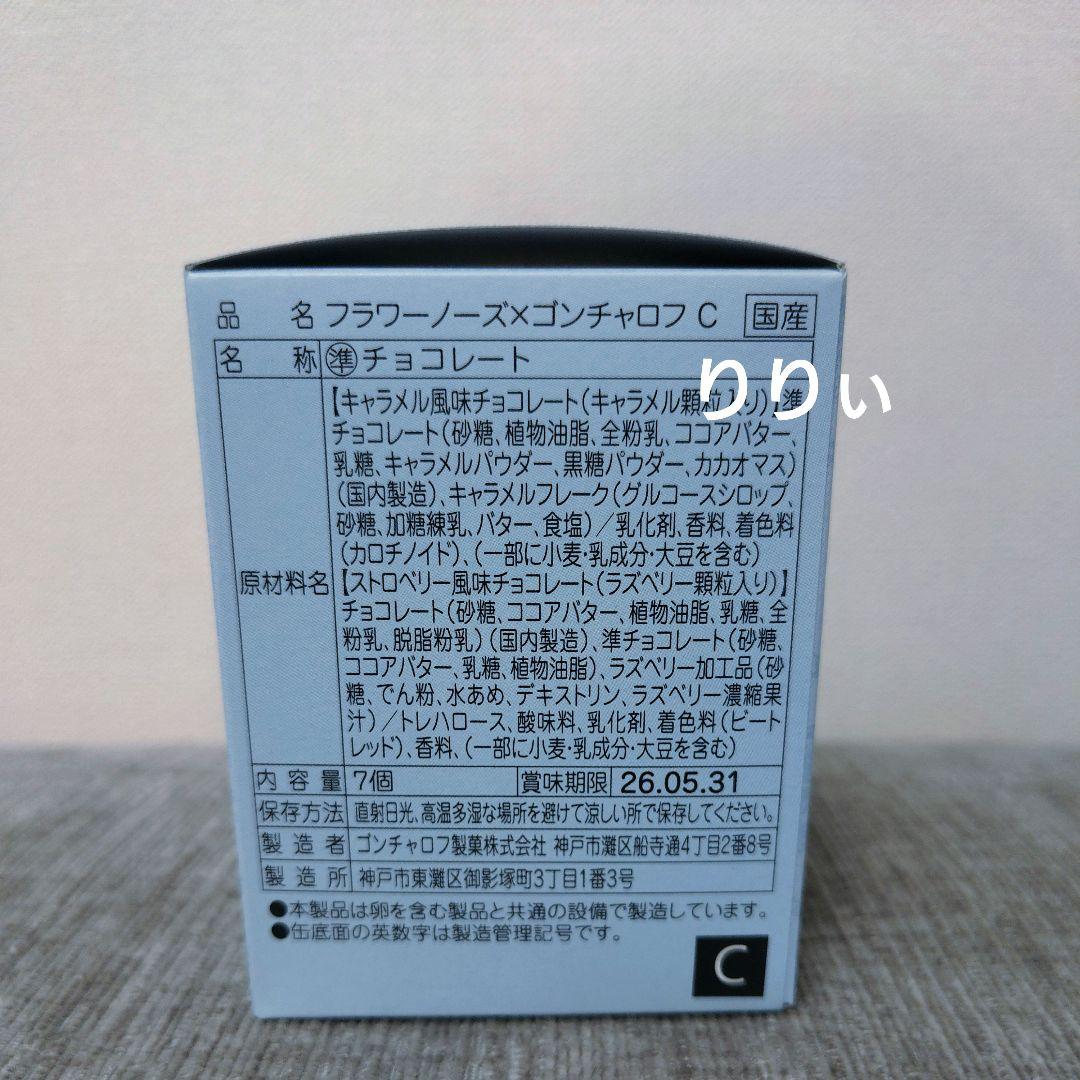 品名 フラワーノーズ×ゴンチャロフ C 国産
名称 準チョコレート
りりぃ
【キャラメル風味チョコレート(キャラメル顆粒入り)】準
チョコレート(砂糖、植物油脂、全粉乳、ココアバター、
乳糖、キャラメルパウダー、黒糖パウダー、カカオマス)
(国内製造)、キャラメルフレーク(グルコースシロップ、
砂糖、加糖練乳、バター、食塩)/乳化剤、香料、着色料
(カロチノイド)、(一部に小麦・乳成分・大豆を含む)
原材料名 【ストロベリー風味チョコレート(ラズベリー顆粒入り)】
チョコレート(砂糖、ココアバター、植物油脂、乳糖、全
粉乳、脱脂粉乳)(国内製造)、準チョコレート(砂糖、
ココアバター、乳糖、植物油脂)、ラズベリー加工品(砂
糖、でん粉、水あめ、デキストリン、ラズベリー濃縮果
汁)/トレハロース、酸味料、乳化剤、着色料(ビート
レッド)、香料、(一部に小麦・乳成分・大豆を含む)
内容量 7個 賞味期限 26.05.31
保存方法 直射日光、高温多湿な場所を避けて涼しい所で保存してください。
製造者 ゴンチャロフ製菓株式会社 神戸市灘区船寺通4丁目2番8号
製造所 神戸市東灘区御影塚町3丁目1番3号
●本製品は卵を含む製品と共通の設備で製造しています。
●缶底面の英数字は製造管理記号です。
C